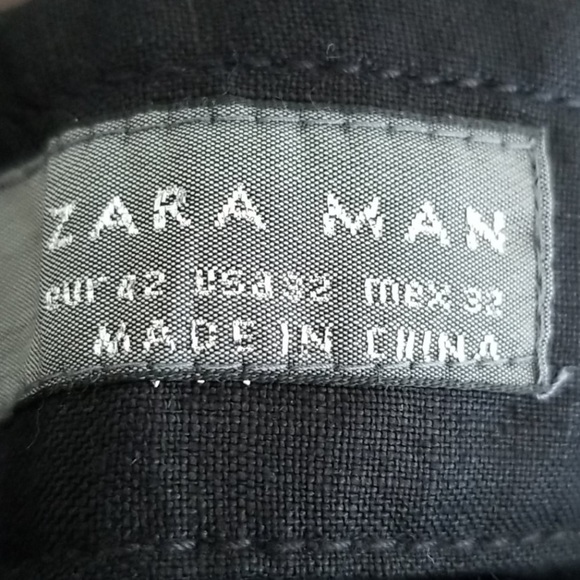 ZARA MAN
eur 42 usa 32 mex 32
MADE IN CHINA